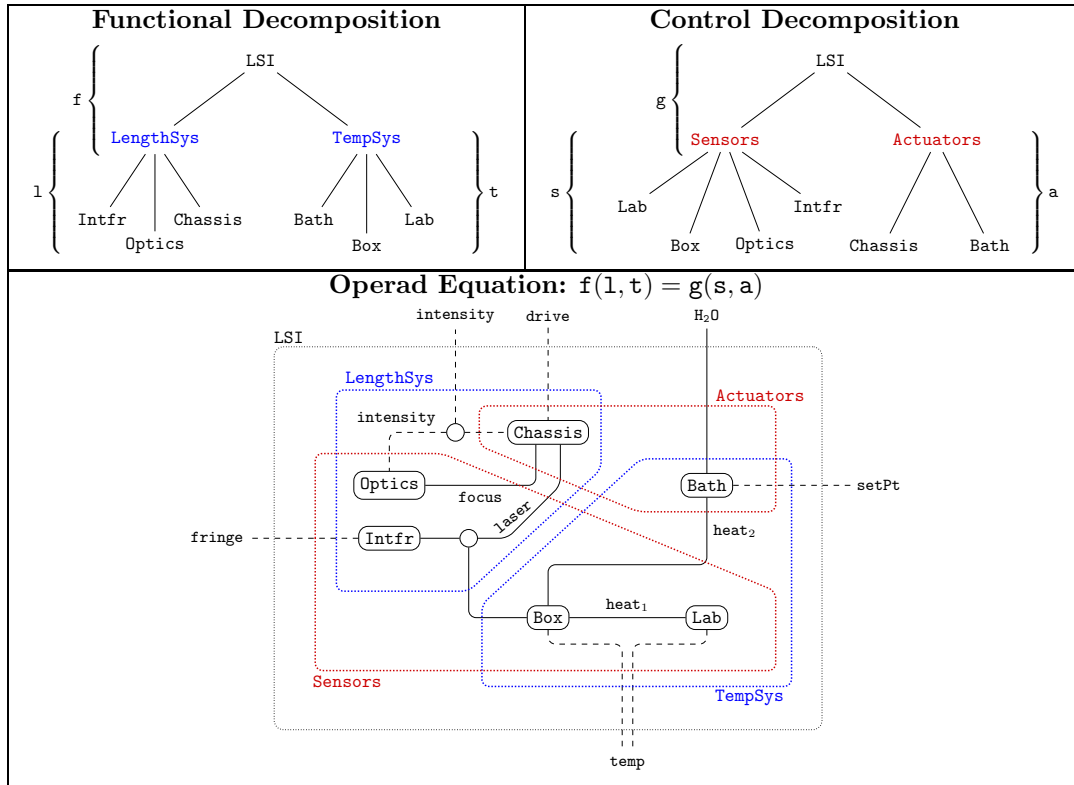 Functional Decomposition
LSI
f
LengthSys
TempSys
l
t
Intfr
Chassis
Bath
Lab
Optics
Box
Control Decomposition
LSI
g
Sensors
Actuators
s
a
Lab
Intfr
Box
Optics
Chassis
Bath
Operad Equation: f(l, t) = g(s, a)
intensity
drive
H₂O
LSI
LengthSys
Actuators
intensity
Chassis
Optics
focus
Bath
setPt
laser
fringe
Intfr
heat₂
heat₁
Box
Lab
Sensors
TempSys
temp